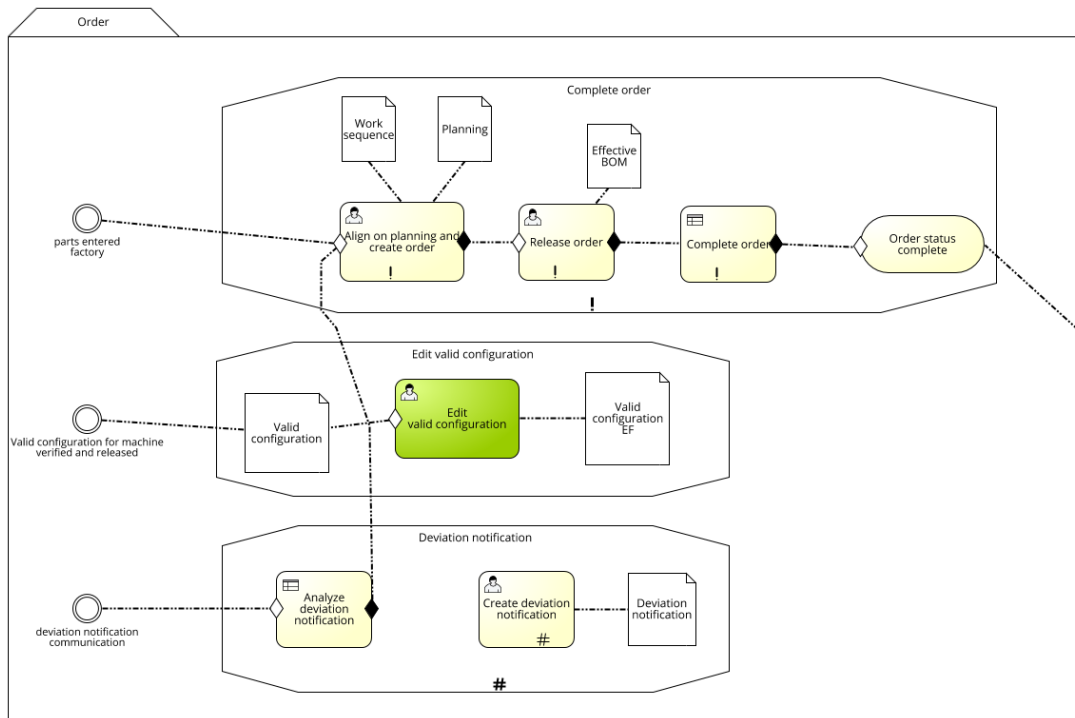 Order
Complete order
Work
sequence
Planning
Effective
BOM
parts entered
factory
Align on planning and
create order
!
Release order
!
Complete order
!
Order status
complete
!
Edit valid configuration
Valid configuration for machine
verified and released
Valid
configuration
Edit
valid configuration
Valid
configuration
EF
Deviation notification
deviation notification
communication
Analyze
deviation
notification
Create deviation
notification
#
Deviation
notification
#